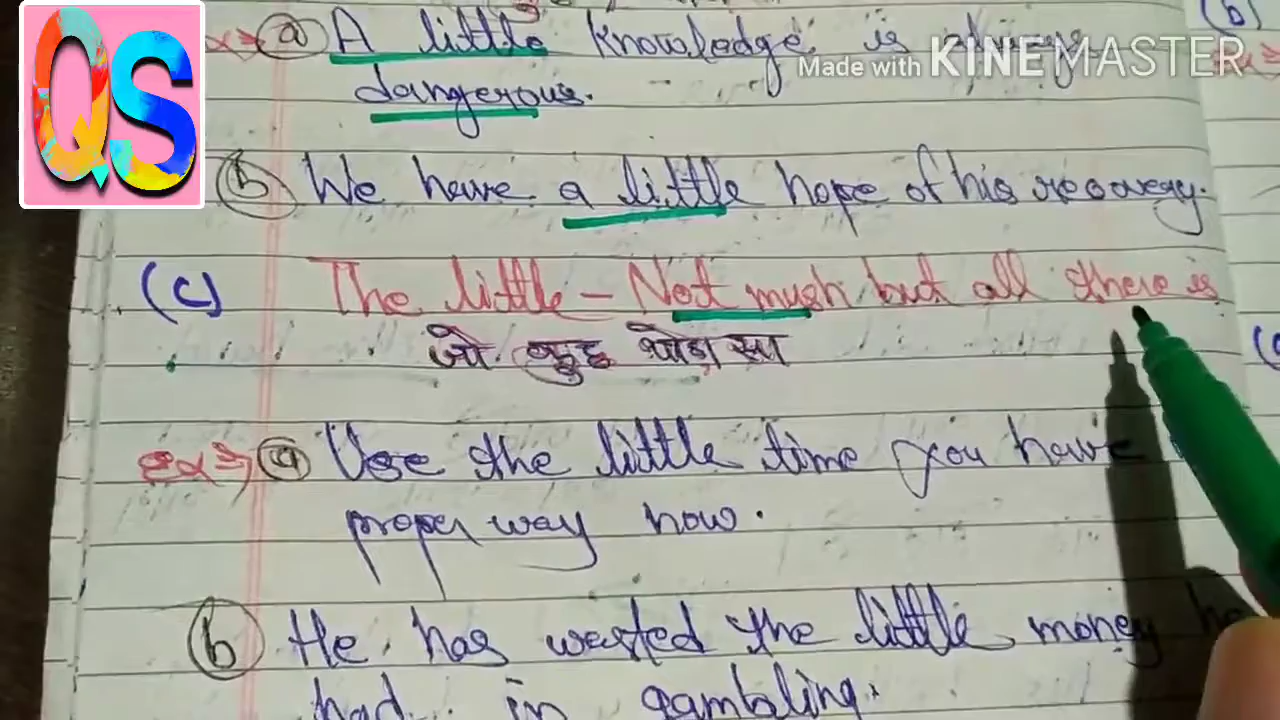 QS
Made with KINEMASTER
(b)
ex⇒ (a) A little knowledge is always
dangerous.
(b) We have a little hope of his recovery.
(c) The little - Not mush but all there is
जो कुछ थोडा सा
ex⇒ (a) Use the little time you have
proper way now.
(b) He has wasted the little money he
had in gambling.